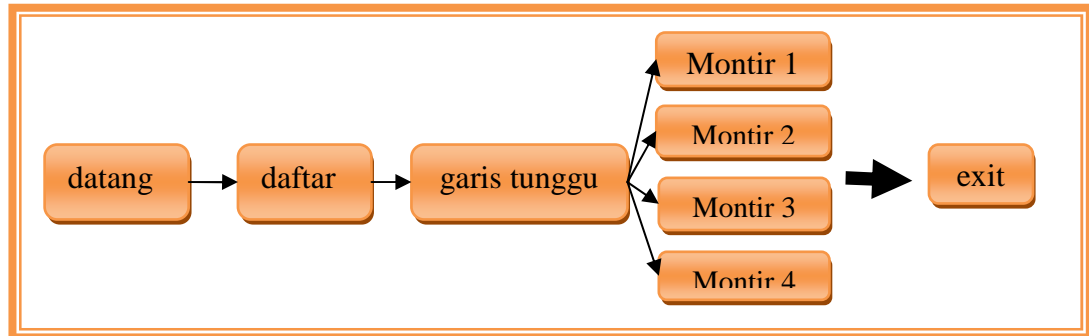 datang
daftar
garis tunggu
Montir 1
Montir 2
Montir 3
Montir 4
exit